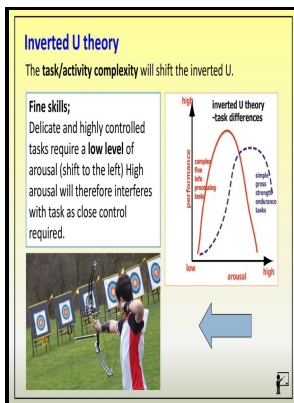 Inverted U theory
The task/activity complexity will shift the inverted U.
Fine skills;
Delicate and highly controlled
tasks require a low level of
arousal (shift to the left) High
arousal will therefore interferes
with task as close control
required.
high
inverted U theory
-task differences
performance
complex
fine
info
processing
tasks
simple
gross
strength
endurance
tasks
low
arousal
high